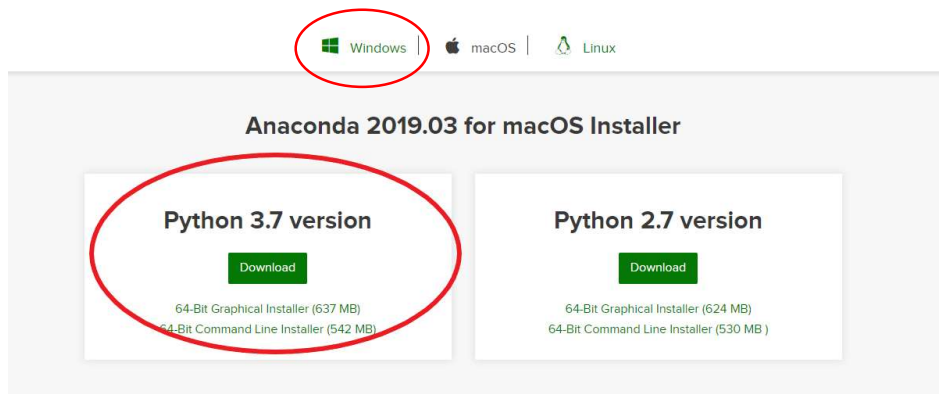 Windows macOS Linux
Anaconda 2019.03 for macOS Installer
Python 3.7 version
Download
64-Bit Graphical Installer (637 MB)
64-Bit Command Line Installer (542 MB)
Python 2.7 version
Download
64-Bit Graphical Installer (624 MB)
64-Bit Command Line Installer (530 MB )